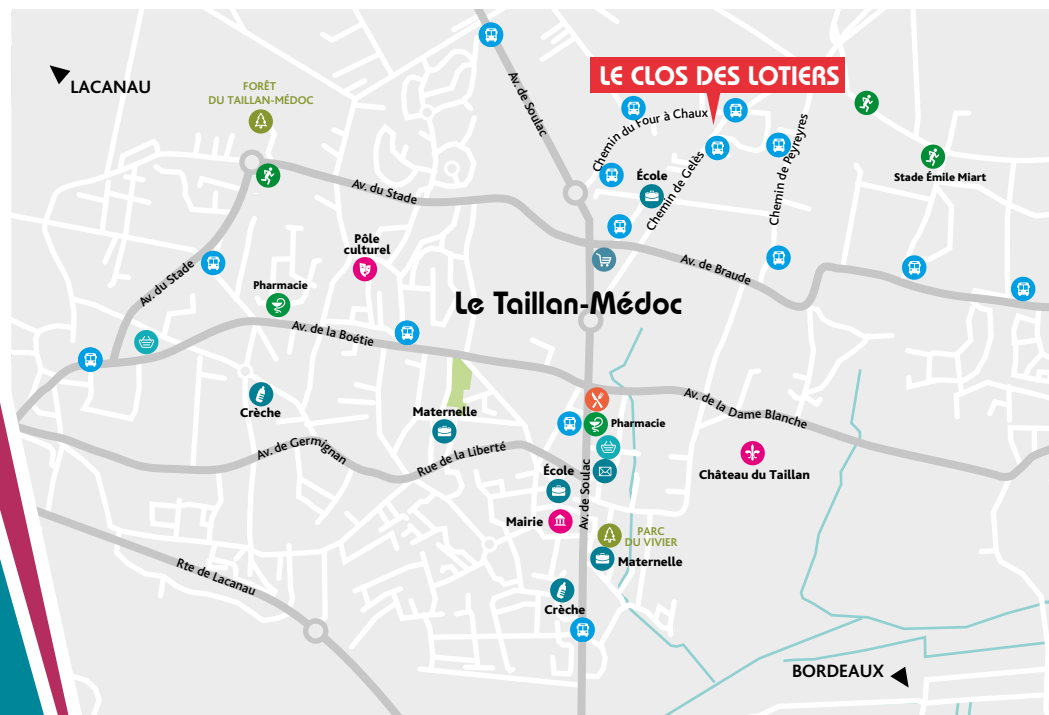 LACANAU
FORÊT
DU TAILLAN-MÉDOC
Av. de Soulac
LE CLOS DES LOTIERS
Chemin du Four à Chaux
Chemin de Gelès
Chemin de Peyreyres
Stade Émile Miart
École
Av. du Stade
Pôle
culturel
Av. de Braude
Av. du Stade
Pharmacie
Le Taillan-Médoc
Av. de la Boétie
Crèche
Maternelle
Av. de la Dame Blanche
Pharmacie
Av. de Germignan
Rue de la Liberté
École
Av. de Soulac
Château du Taillan
Mairie
PARC
DU VIVIER
Maternelle
Rte de Lacanau
Crèche
BORDEAUX